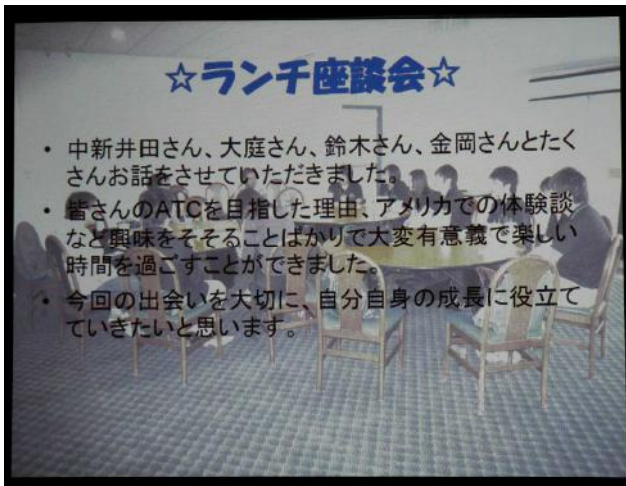 ☆ランチ座談会☆
・ 中新井田さん、大庭さん、鈴木さん、金岡さんとたく
さんお話をさせていただきました。
・ 皆さんのATCを目指した理由、アメリカでの体験談
など興味をそそることばかりで大変有意義で楽しい
時間を過ごすことができました。
・ 今回の出会いを大切に、自分自身の成長に役立て
ていきたいと思います。